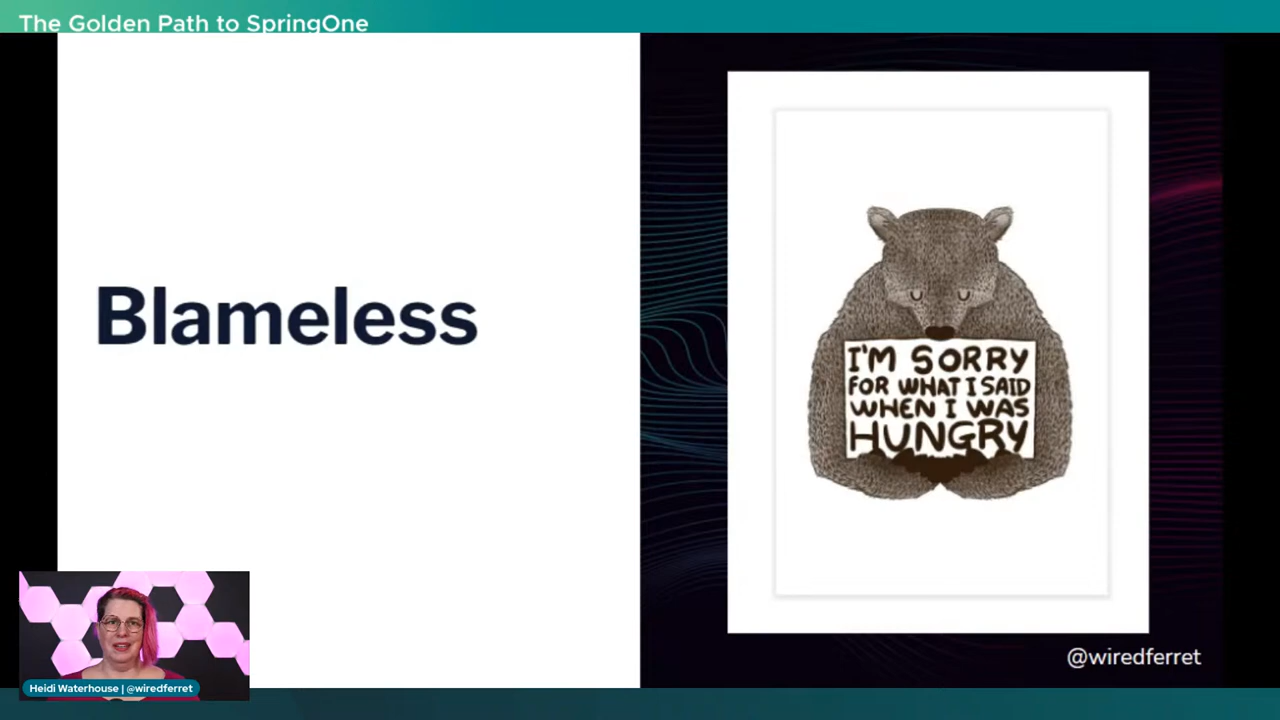 The Golden Path to SpringOne
Blameless
I'M SORRY
FOR WHAT I SAID
WHEN I WAS
HUNGRY
@wiredferret
Heidi Waterhouse | @wiredferret